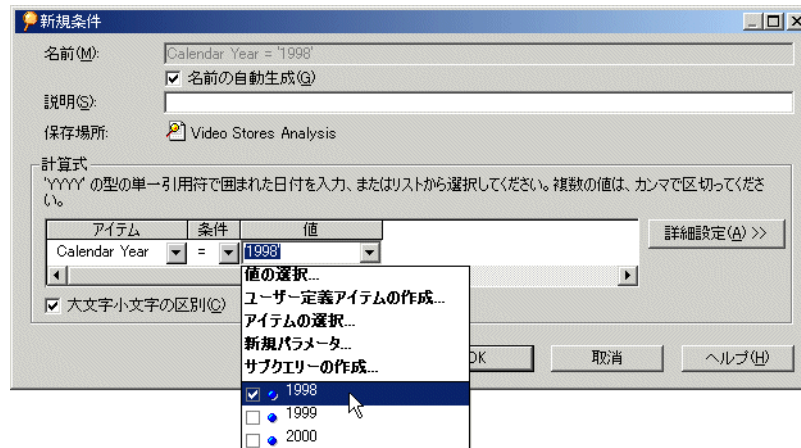 新規条件
名前(M):
Calendar Year = '1998'
名前の自動生成(G)
説明(S):
保存場所:
Video Stores Analysis
計算式
'YYYY' の型の単一引用符で囲まれた日付を入力、またはリストから選択してください。複数の値は、カンマで区切ってくださ
い。
アイテム 条件 値
Calendar Year = '1998'
詳細設定(A) >>
大文字小文字の区別(C)
値の選択...
ユーザー定義アイテムの作成...
アイテムの選択...
新規パラメータ...
サブクエリーの作成...
1998
1999
2000
OK 取消 ヘルプ(H)